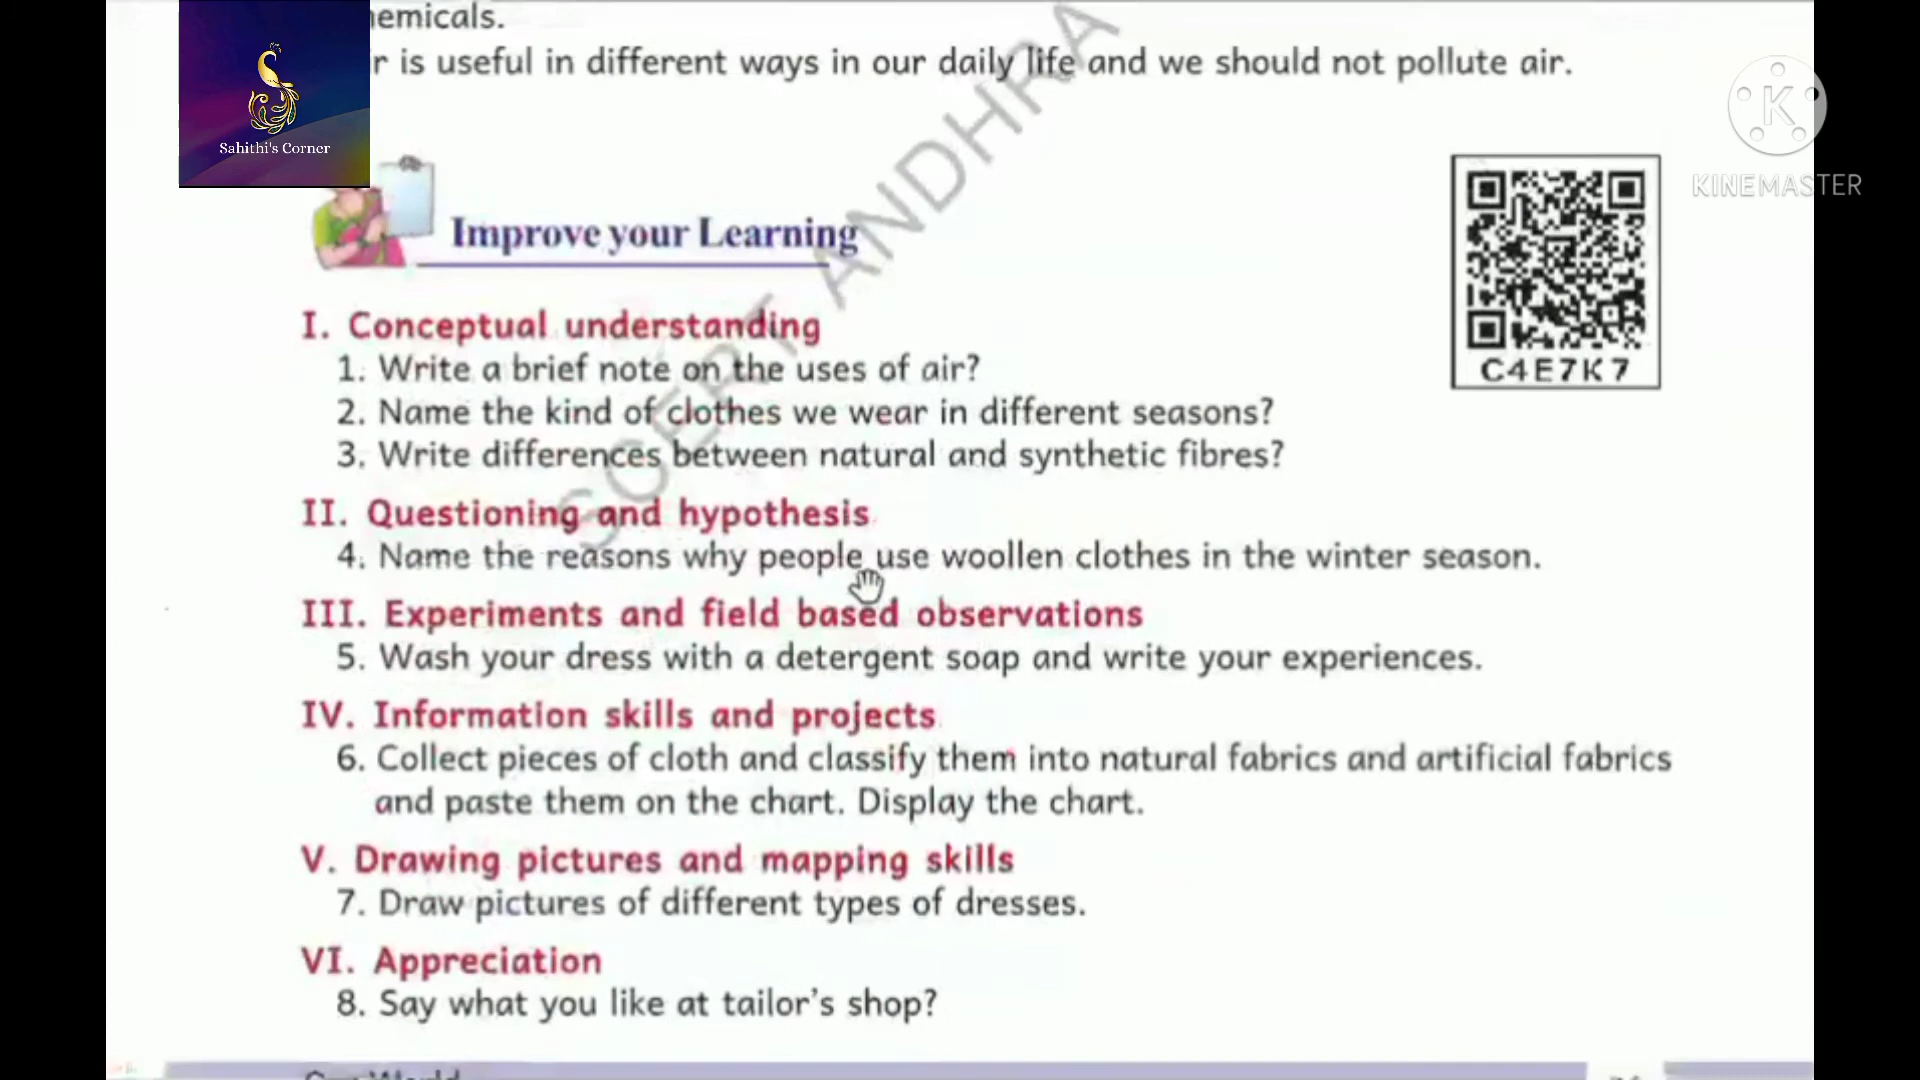 emicals.
r is useful in different ways in our daily life and we should not pollute air.
Sahithi's Corner
KINEMASTER
Improve your Learning
C4E7K7
SCERT ANDHRA
I. Conceptual understanding
1. Write a brief note on the uses of air?
2. Name the kind of clothes we wear in different seasons?
3. Write differences between natural and synthetic fibres?
II. Questioning and hypothesis
4. Name the reasons why people use woollen clothes in the winter season.
III. Experiments and field based observations
5. Wash your dress with a detergent soap and write your experiences.
IV. Information skills and projects
6. Collect pieces of cloth and classify them into natural fabrics and artificial fabrics
and paste them on the chart. Display the chart.
V. Drawing pictures and mapping skills
7. Draw pictures of different types of dresses.
VI. Appreciation
8. Say what you like at tailor's shop?